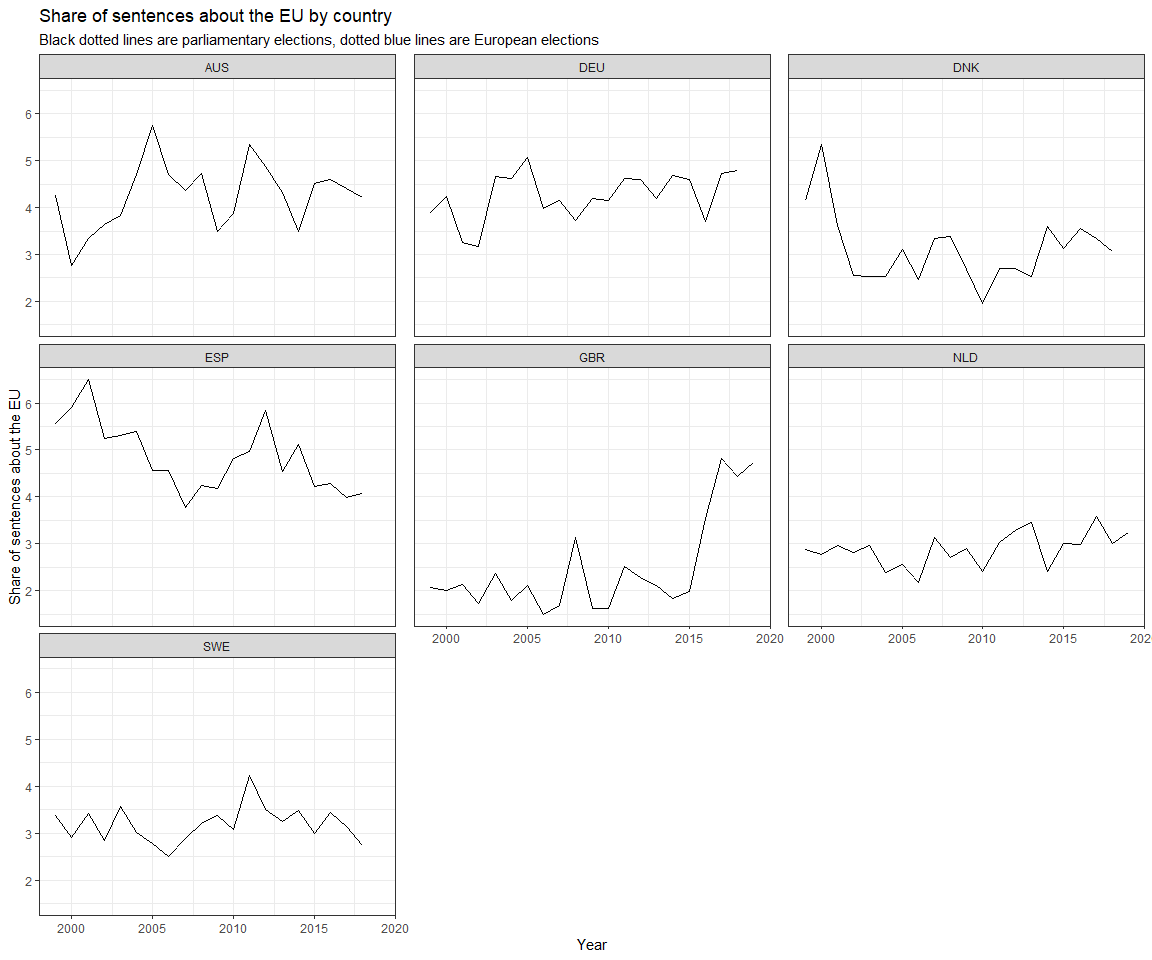 Share of sentences about the EU by country
Black dotted lines are parliamentary elections, dotted blue lines are European elections
AUS
DEU
DNK
6
5
4
3
2
ESP
GBR
NLD
Share of sentences about the EU
6
5
4
3
2
2000
2005
2010
2015
2020
2000
2005
2010
2015
202
SWE
6
5
4
3
2
2000
2005
2010
2015
2020
Year